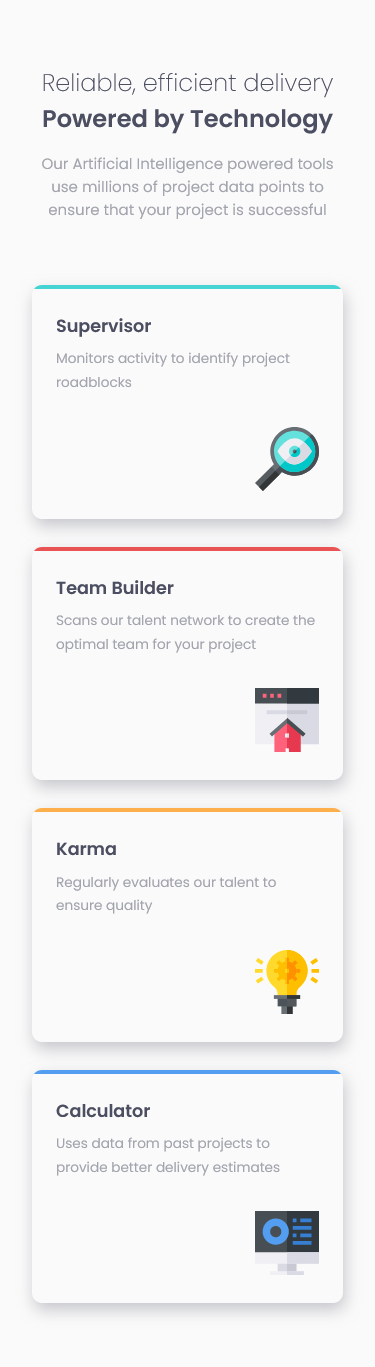 Reliable, efficient delivery
Powered by Technology
Our Artificial Intelligence powered tools
use millions of project data points to
ensure that your project is successful
Supervisor
Monitors activity to identify project
roadblocks
Team Builder
Scans our talent network to create the
optimal team for your project
Karma
Regularly evaluates our talent to
ensure quality
Calculator
Uses data from past projects to
provide better delivery estimates